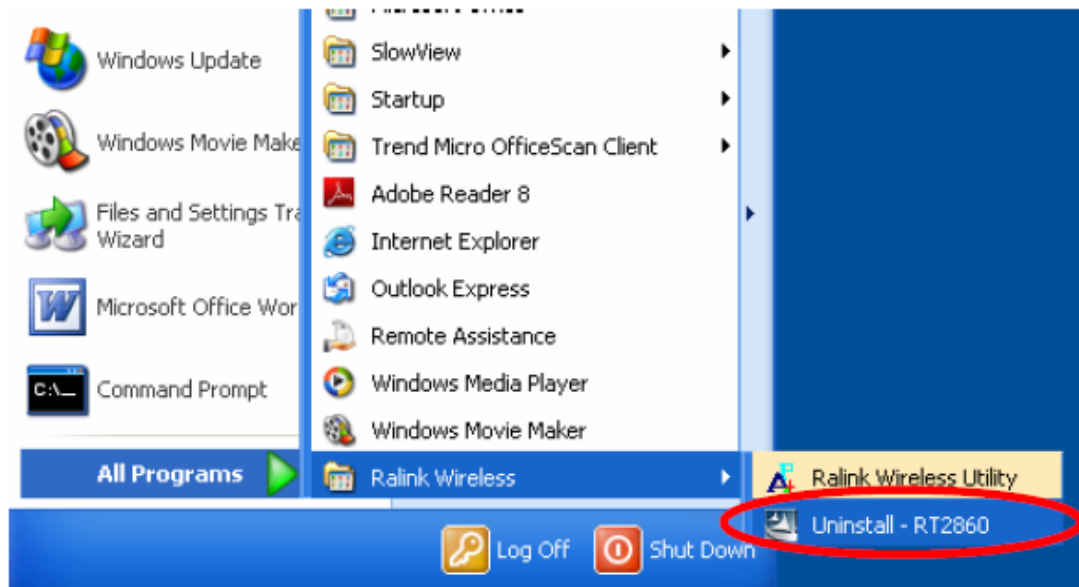 Windows Update
Windows Movie Make
Files and Settings Tra
Wizard
Microsoft Office Wor
C:\_
Command Prompt
All Programs
SlowView
Startup
Trend Micro OfficeScan Client
Adobe Reader 8
Internet Explorer
Outlook Express
Remote Assistance
Windows Media Player
Windows Movie Maker
Ralink Wireless
Ralink Wireless Utility
Uninstall - RT2860
Log Off
Shut Down